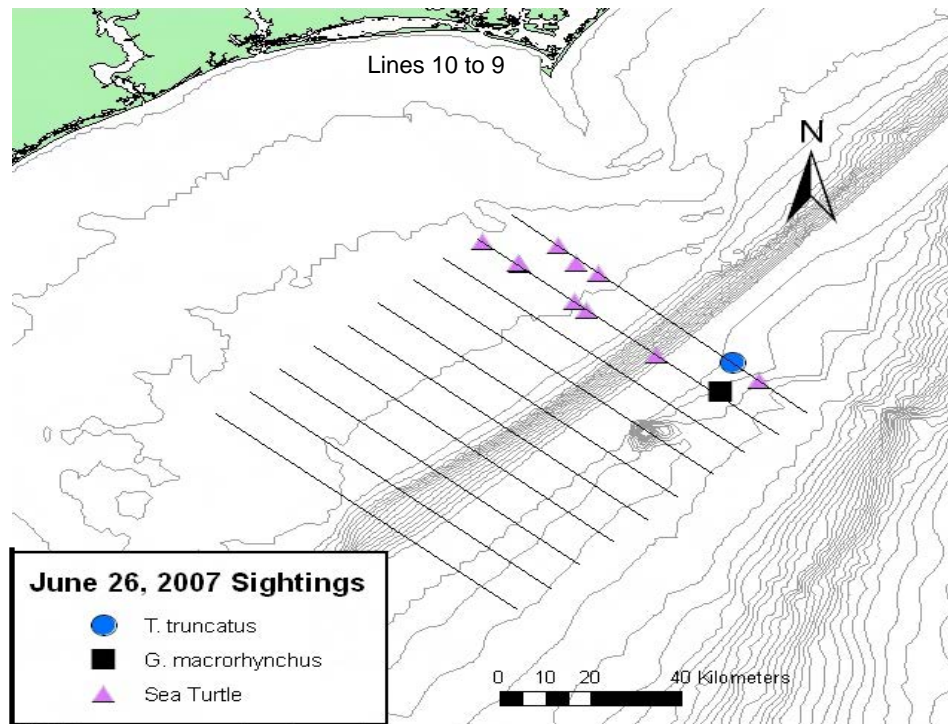 Lines 10 to 9
N
June 26, 2007 Sightings
T. truncatus
G. macrorhynchus
Sea Turtle
0 10 20 40 Kilometers